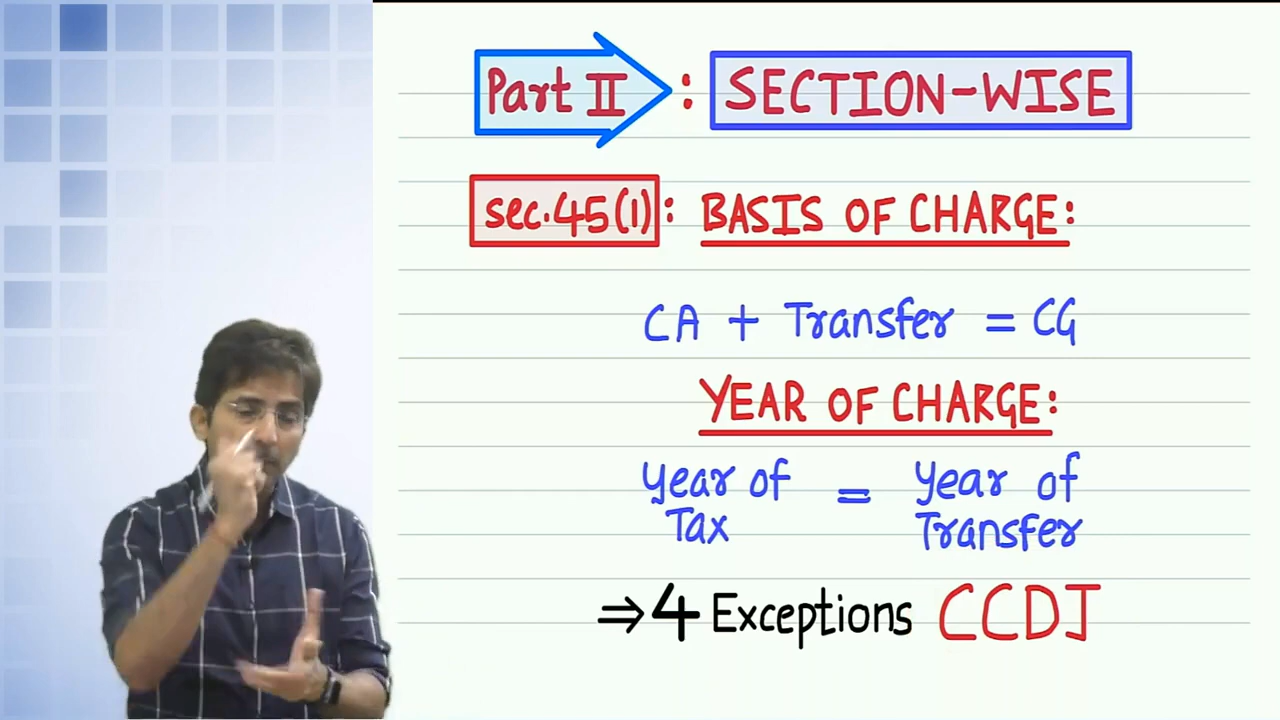 Part II : SECTION-WISE
sec.45(1): BASIS OF CHARGE:
CA + Transfer = CG
YEAR OF CHARGE:
Year of Tax = Year of Transfer
⇒ 4 Exceptions CCDJ